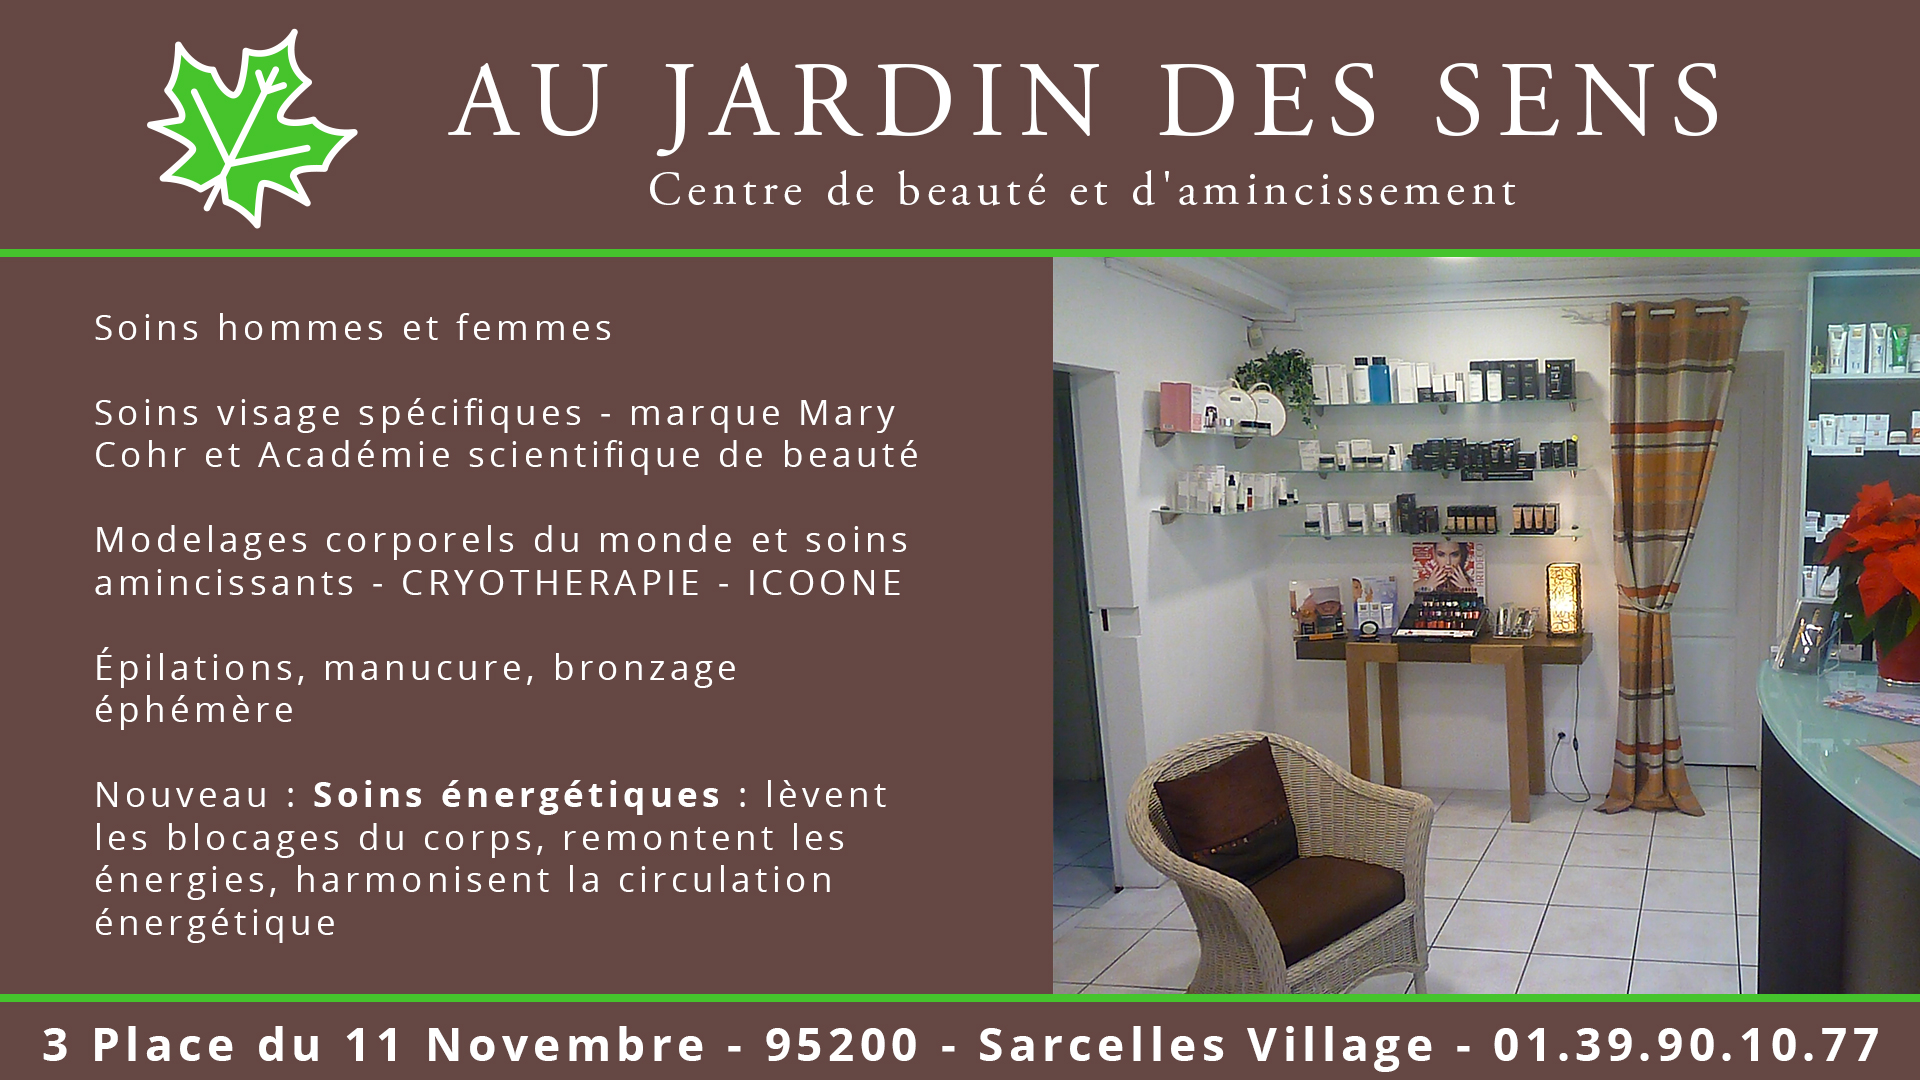 AU JARDIN DES SENS
Centre de beauté et d'amincissement
Soins hommes et femmes
Soins visage spécifiques - marque Mary
Cohr et Académie scientifique de beauté
Modelages corporels du monde et soins
amincissants - CRYOTHERAPIE - ICOONE
Épilations, manucure, bronzage
éphémère
Nouveau : Soins énergétiques : lèvent
les blocages du corps, remontent les
énergies, harmonisent la circulation
énergétique
3 Place du 11 Novembre - 95200 - Sarcelles Village - 01.39.90.10.77